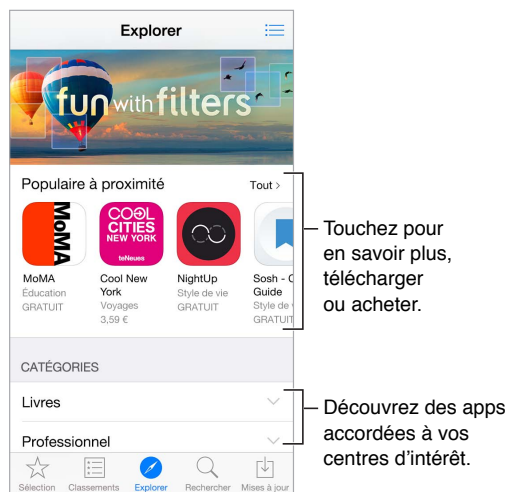 Explorer
fun with filters
Populaire à proximité
Tout >
MoMA
COOL
CITIES
NEW YORK
teNeues
MoMA
Éducation
GRATUIT
Cool New
York
Voyages
3,59 €
NightUp
Style de vie
GRATUIT
Sosh - C
Guide
Style de
GRATUIT
Touchez pour
en savoir plus,
télécharger
ou acheter.
CATÉGORIES
Livres
Professionnel
Découvrez des apps
accordées à vos
centres d'intérêt.
Sélection
Classements
Explorer
Rechercher
Mises à jour